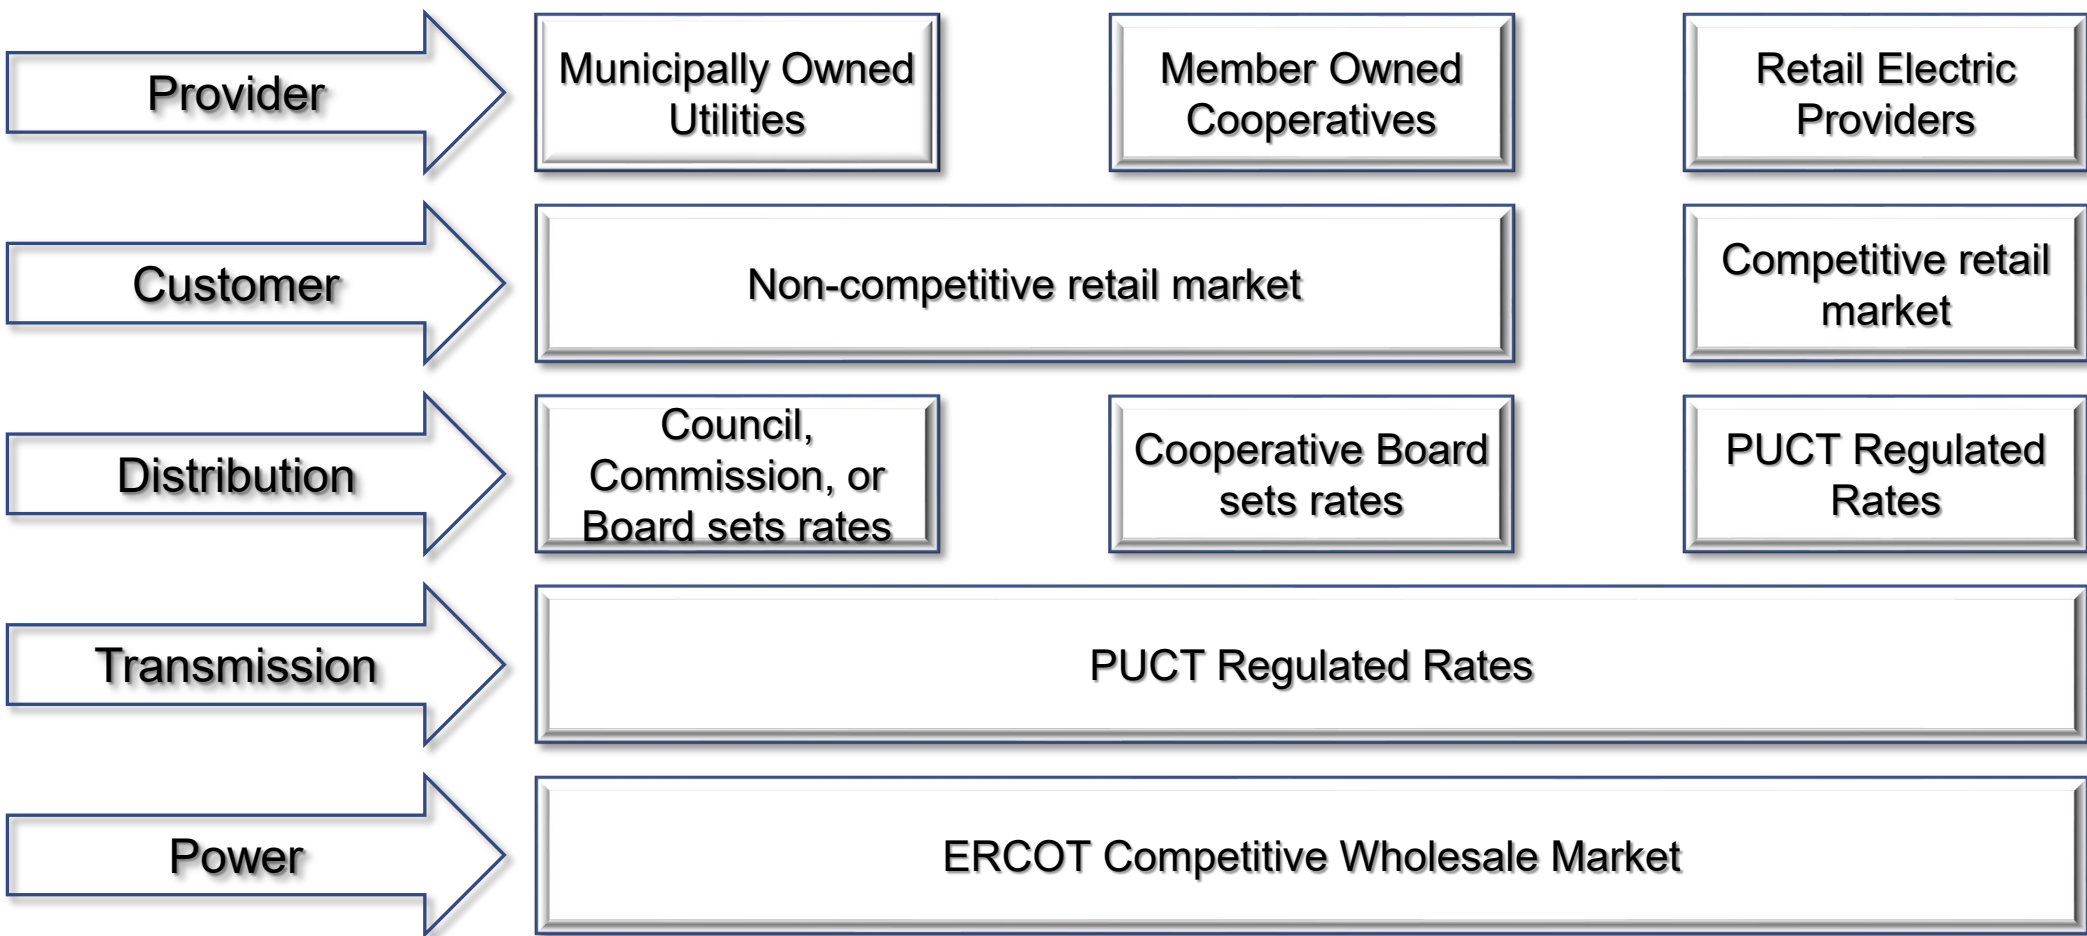 Provider
Municipally Owned
Utilities
Member Owned
Cooperatives
Retail Electric
Providers
Customer
Non-competitive retail market
Competitive retail
market
Distribution
Council,
Commission, or
Board sets rates
Cooperative Board
sets rates
PUCT Regulated
Rates
Transmission
PUCT Regulated Rates
Power
ERCOT Competitive Wholesale Market